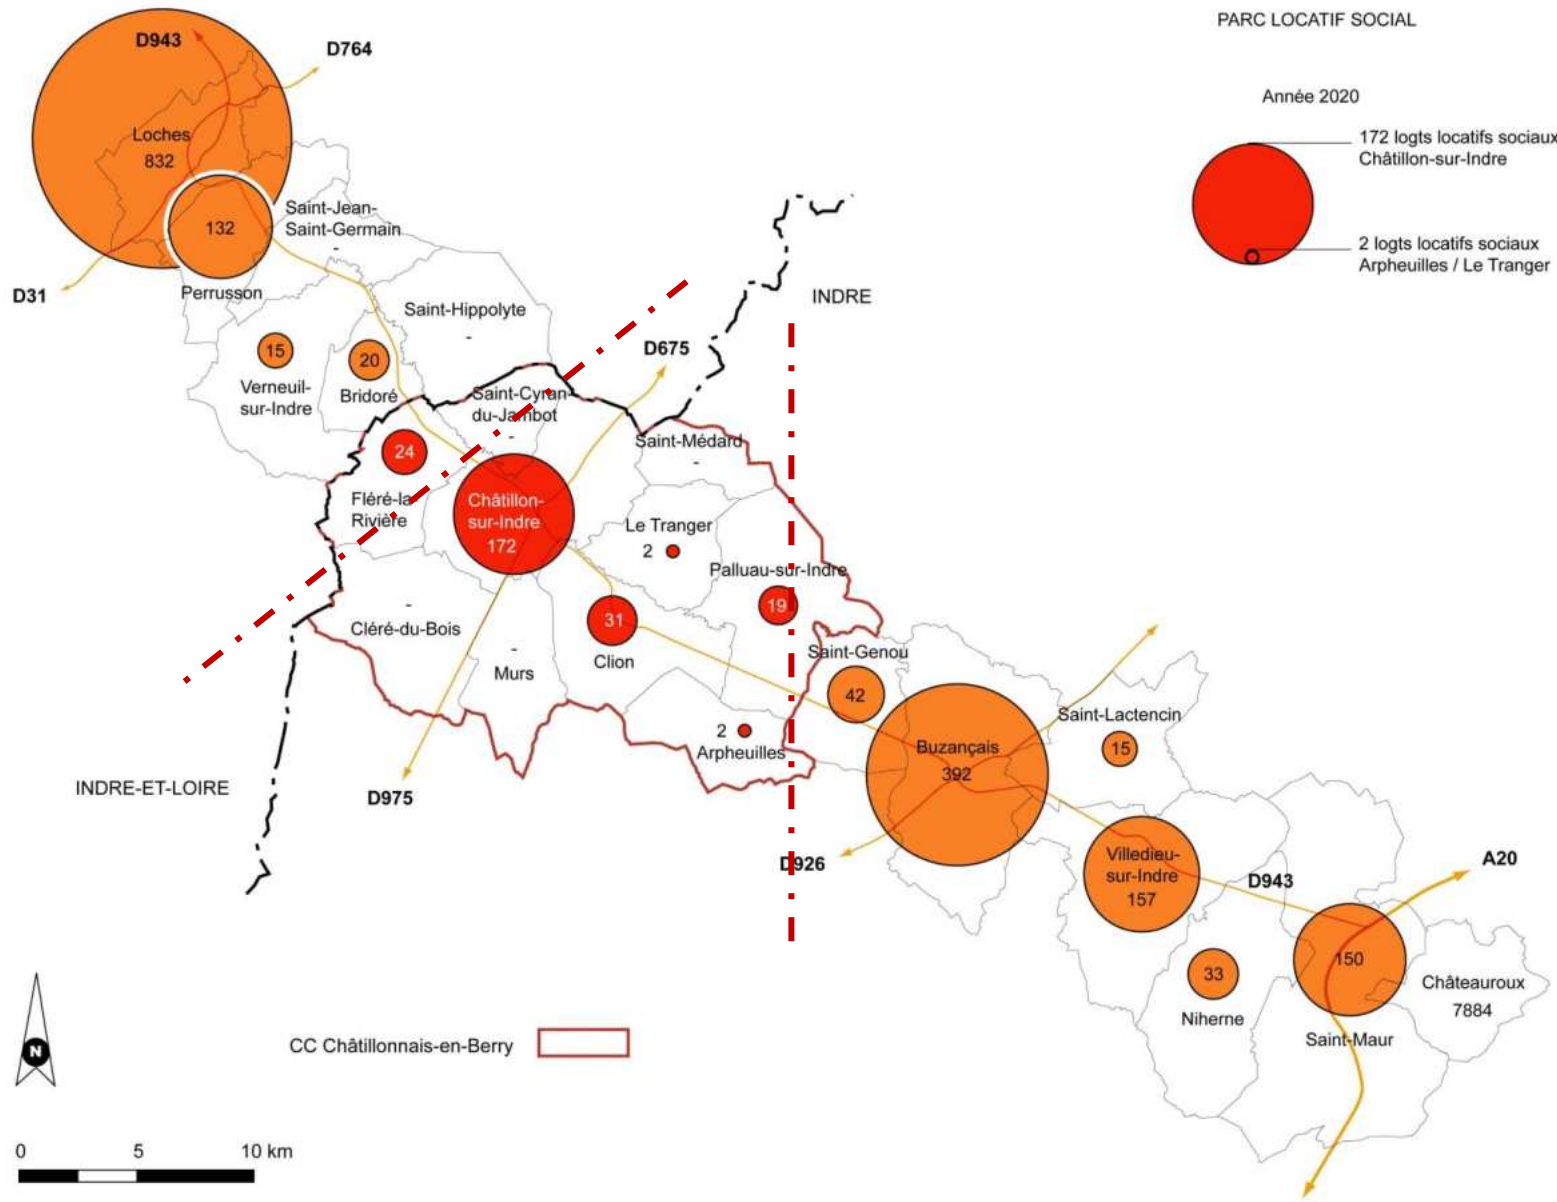 PARC LOCATIF SOCIAL
Année 2020
172 logts locatifs sociaux
Châtillon-sur-Indre
2 logts locatifs sociaux
Arpheuilles / Le Tranger
D943
D764
Loches
832
132
Saint-Jean-
Saint-Germain
-
D31
Perrusson
Saint-Hippolyte
-
INDRE
15
Verneuil-
sur-Indre
20
Bridoré
D675
Saint-Cyran-
du-Jambot
-
Saint-Médard
-
24
Fléré-la-
Rivière
Châtillon-
sur-Indre
172
Le Tranger
2
Palluau-sur-Indre
19
-
Cléré-du-Bois
-
Murs
31
Clion
Saint-Genou
42
2
Arpheuilles
Buzançais
392
Saint-Lactencin
15
INDRE-ET-LOIRE
D975
D926
Villedieu-
sur-Indre
157
D943
A20
33
Niherne
150
Saint-Maur
Châteauroux
7884
N
CC Châtillonnais-en-Berry
0 5 10 km